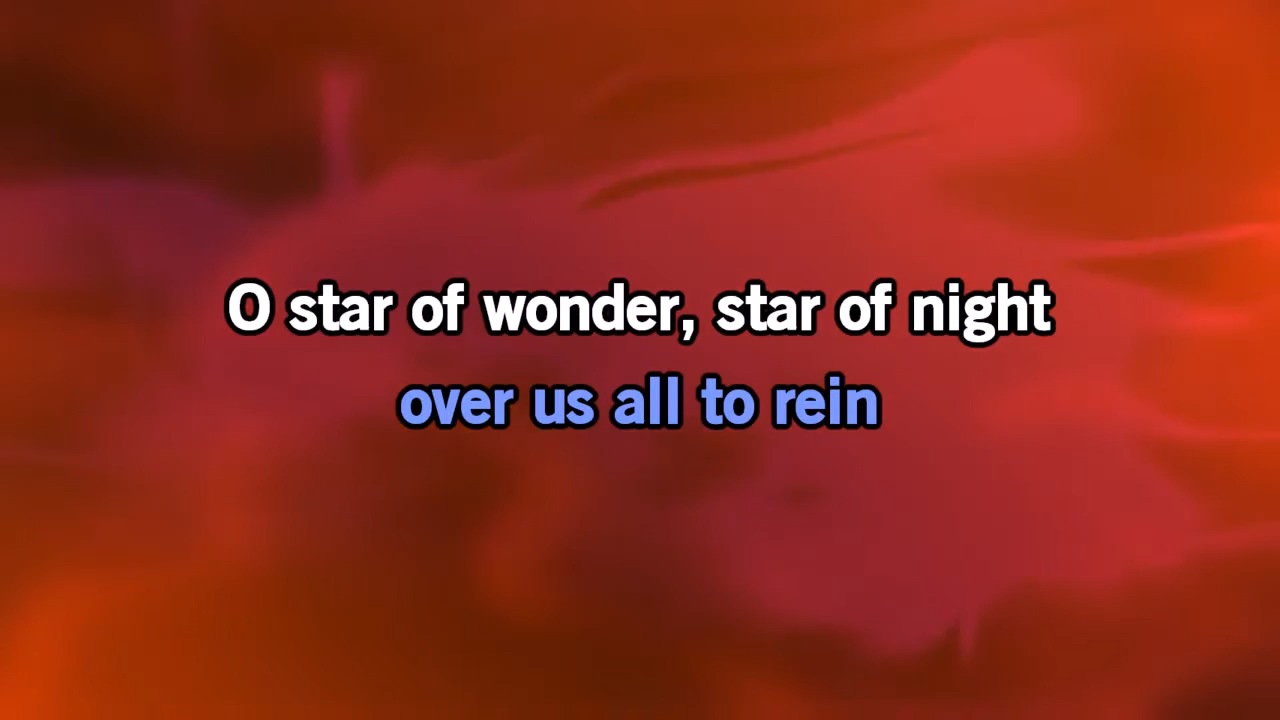 O star of wonder, star of night
over us all to rein